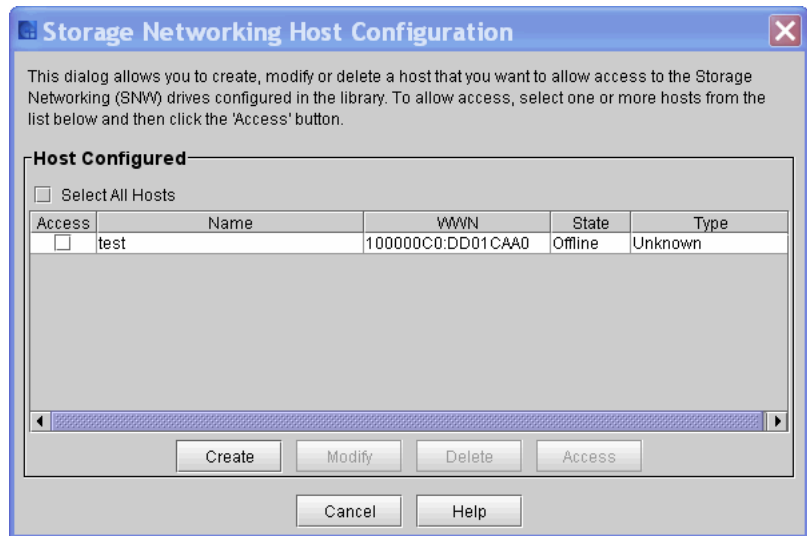 Storage Networking Host Configuration
This dialog allows you to create, modify or delete a host that you want to allow access to the Storage
Networking (SNW) drives configured in the library. To allow access, select one or more hosts from the
list below and then click the 'Access' button.
Host Configured
Select All Hosts
Access Name WWN State Type
test 100000C0:DD01CAA0 Offline Unknown
Create Modify Delete Access
Cancel Help